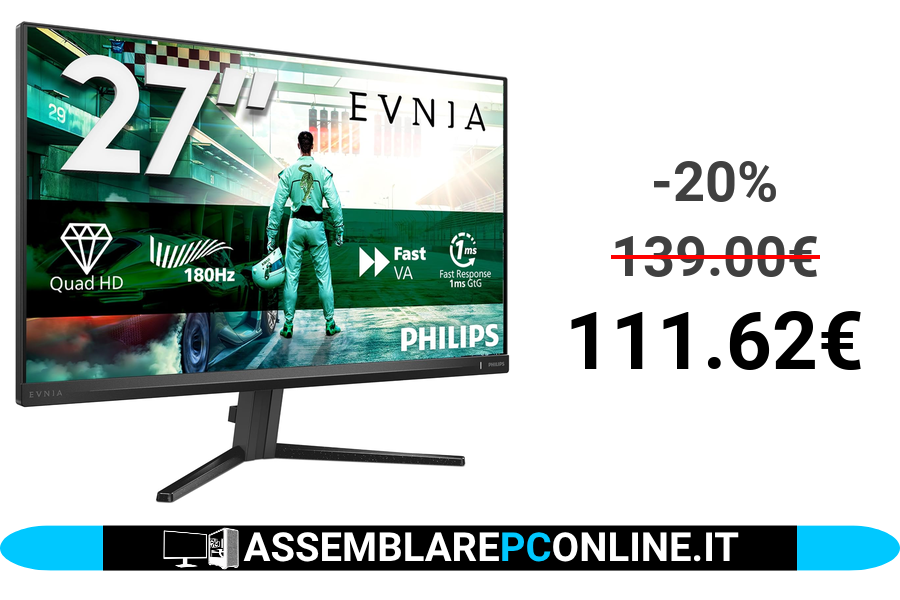 27"
EVNIA
29
Quad HD
180Hz
Fast
VA
1ms
Fast Response
1ms GtG
PHILIPS
EVNIA
PHILIPS
-20%
139.00€
111.62€
ASSEMBLAREPCONLINE.IT